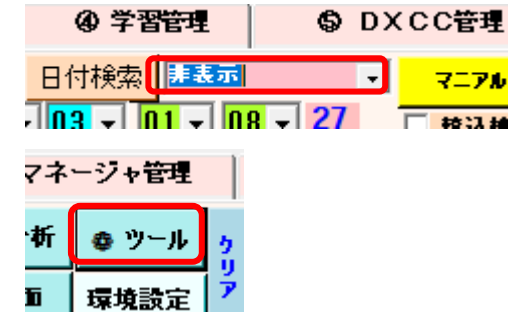 ④ 学習管理 ⑤ DXCC管理
日付検索 非表示 マニアル
03 01 08 27
マネージャ管理
析 ツール クリア
面 環境設定